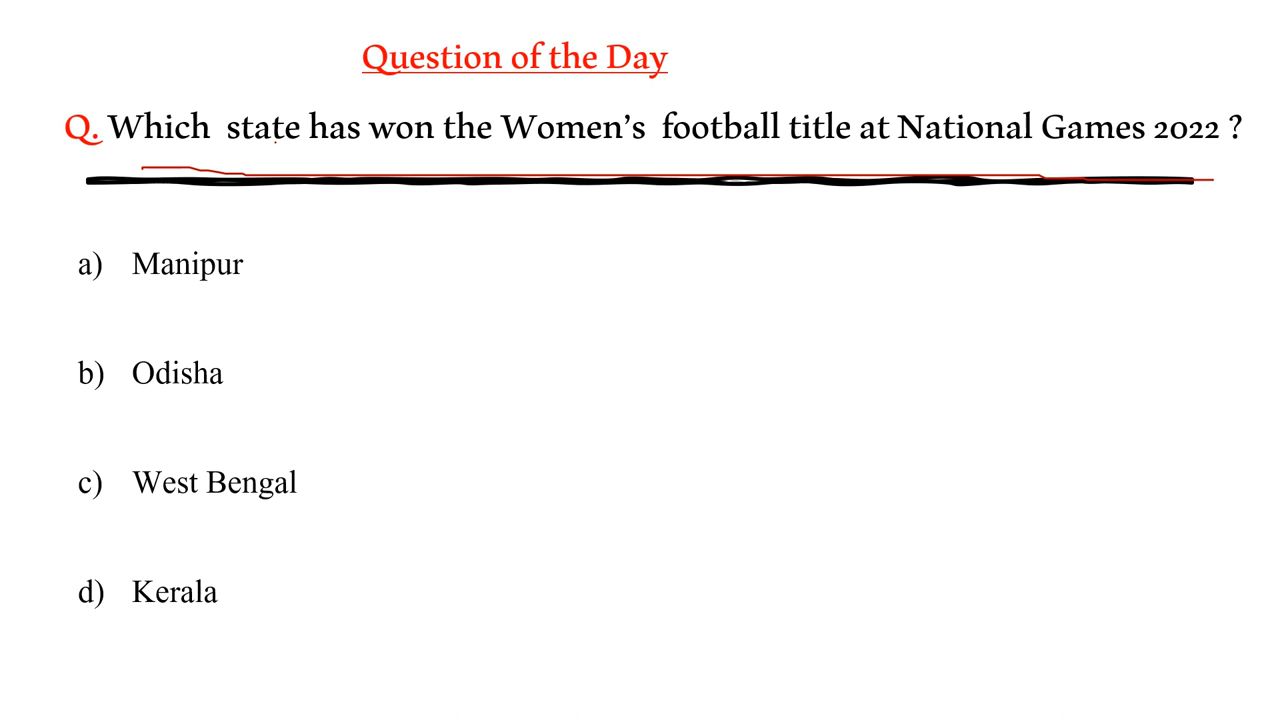 Question of the Day
Q. Which state has won the Women's football title at National Games 2022 ?
a) Manipur
b) Odisha
c) West Bengal
d) Kerala